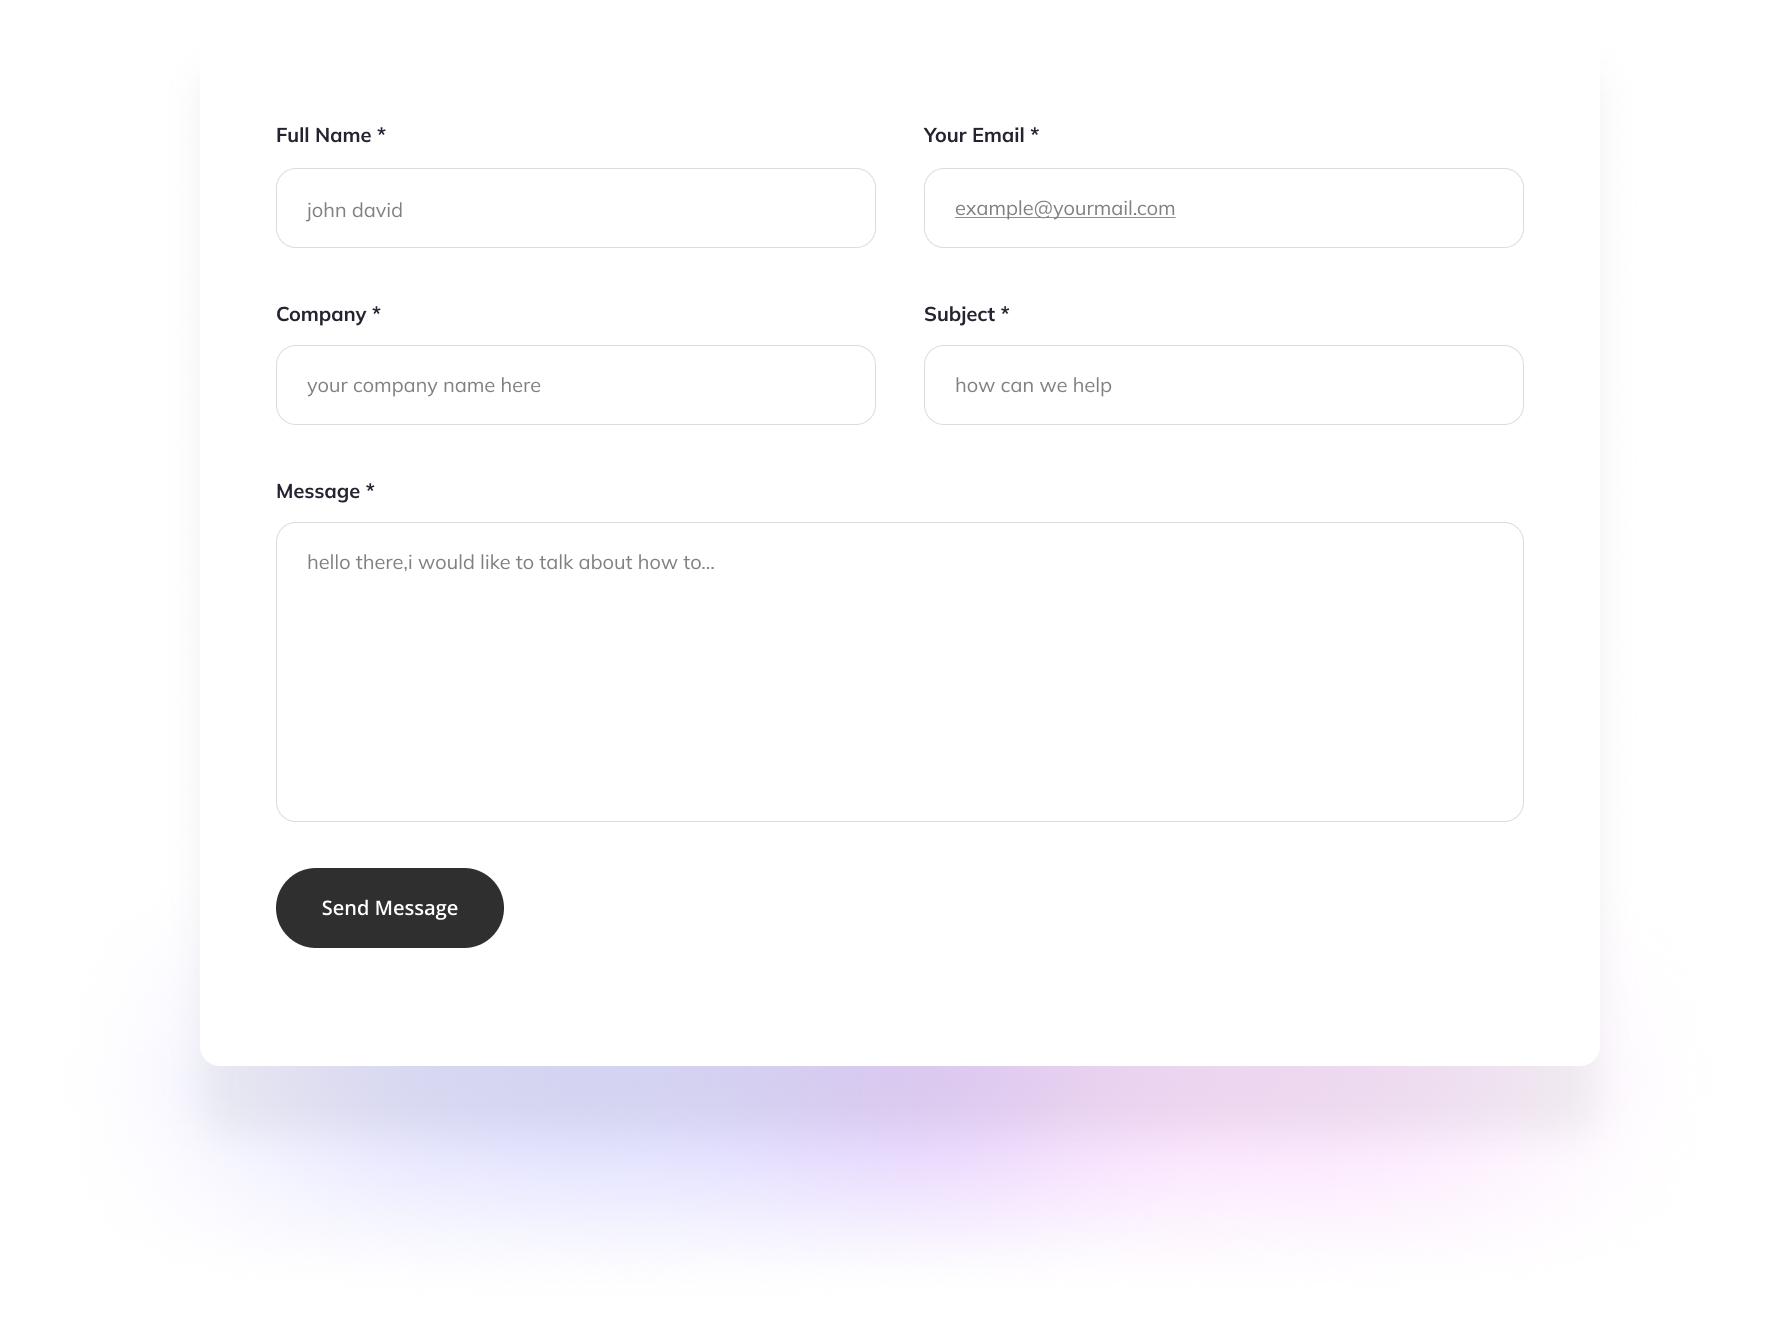 Full Name *
Your Email *
john david
example@yourmail.com
Company *
Subject *
your company name here
how can we help
Message *
hello there,i would like to talk about how to...
Send Message